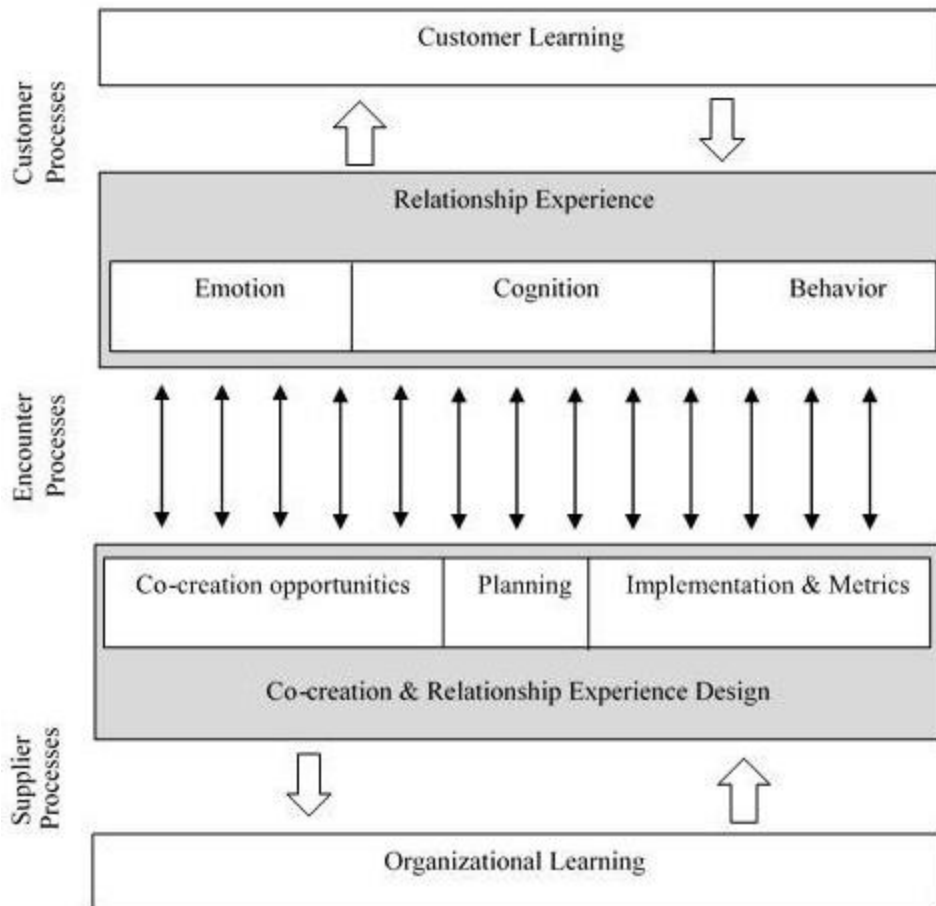 Customer Learning
Customer
Processes
Relationship Experience
Emotion
Cognition
Behavior
Encounter
Processes
Co-creation opportunities
Planning
Implementation & Metrics
Co-creation & Relationship Experience Design
Supplier
Processes
Organizational Learning